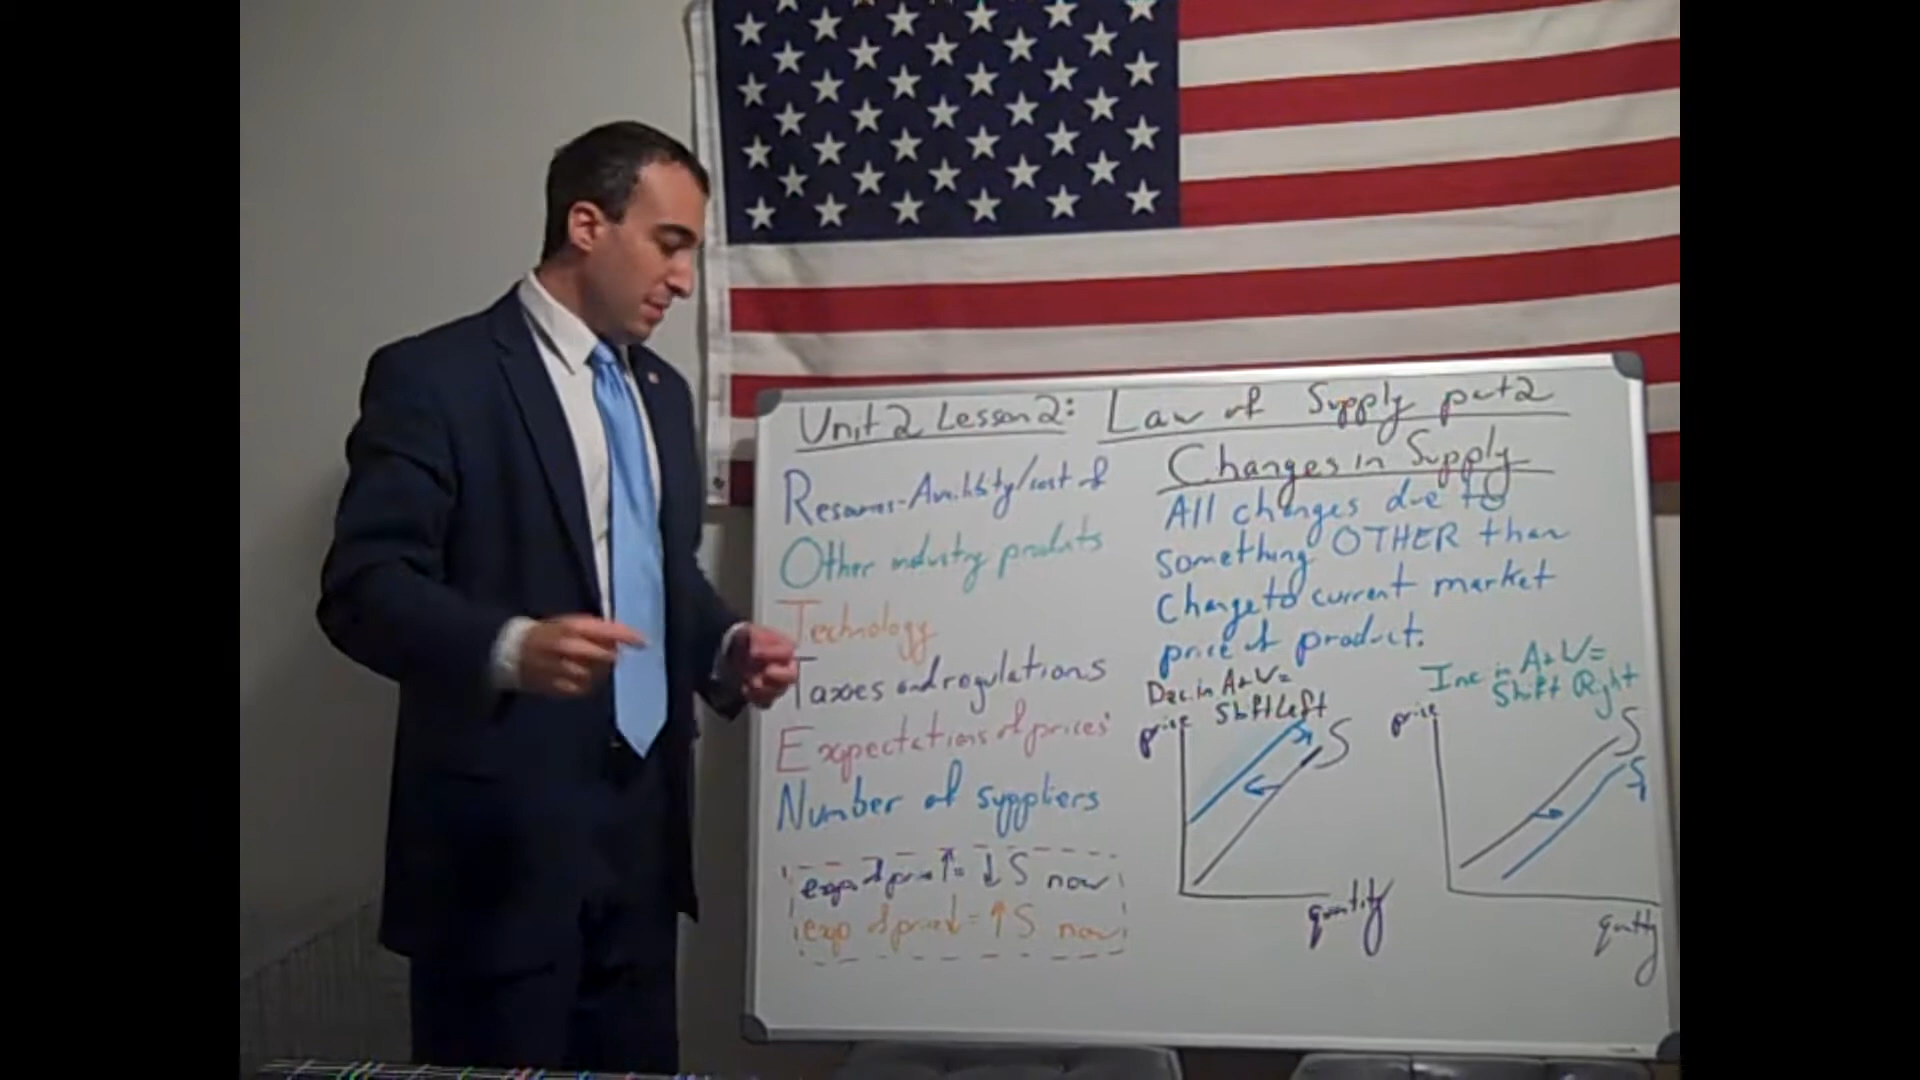 Unit 2 Lesson 2: Law of Supply part 2
Resources - Availibility/cost of
Other industry products
Technology
Taxes and regulations
Expectations of prices
Number of suppliers
exp. of price ↑ = ↓ S now
exp of price ↓ = ↑ S now
Changes in Supply
All changes due to
something OTHER than
change to current market
price of product.
Dec. in A+V=
Shift Left
price
S1
S
quantity
Inc in A+V=
Shift Right
price
S
S1
quantity